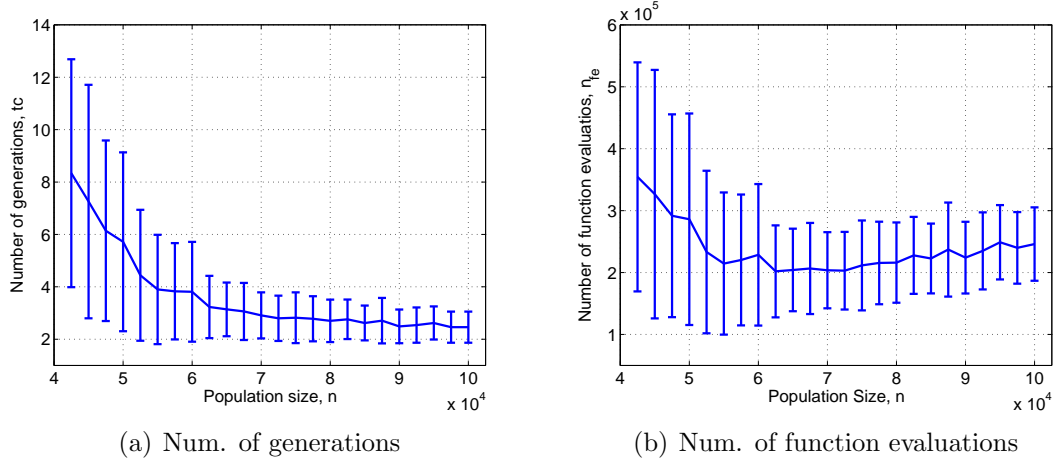 14
12
10
8
6
4
2
Number of generations, tc
4 5 6 7 8 9 10
Population size, n
x 10^4
(a) Num. of generations
x 10^5
6
5
4
3
2
1
Number of function evaluatios, n_fe
4 5 6 7 8 9 10
Population Size, n
x 10^4
(b) Num. of function evaluations